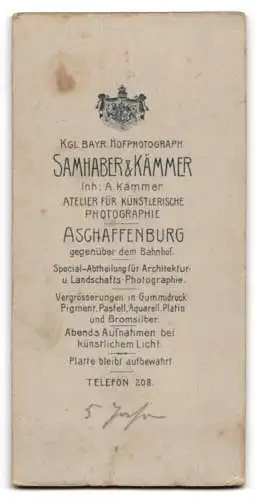 KGL. BAYR. HOFPHOTOGRAPH
SAMHABER & KÄMMER
Inh: A. Kämmer
ATELIER FÜR KÜNSTLERISCHE
PHOTOGRAPHIE
ASCHAFFENBURG
gegenüber dem Bahnhof.
Special-Abtheilung für Architektur-
u. Landschafts-Photographie.
Vergrösserungen in Gummidruck
Pigment, Pastell, Aquarell, Platin
und Bromsilber.
Abends Aufnahmen bei
künstlichem Licht.
Platte bleibt aufbewahrt
TELEFON 208.
5 Jahre